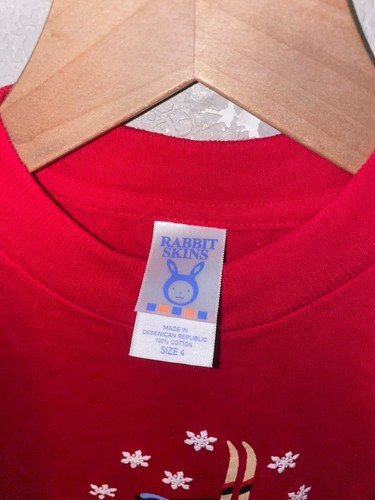 RABBIT
SKINS
MADE IN
DOMINICAN REPUBLIC
100% COTTON
SIZE 4